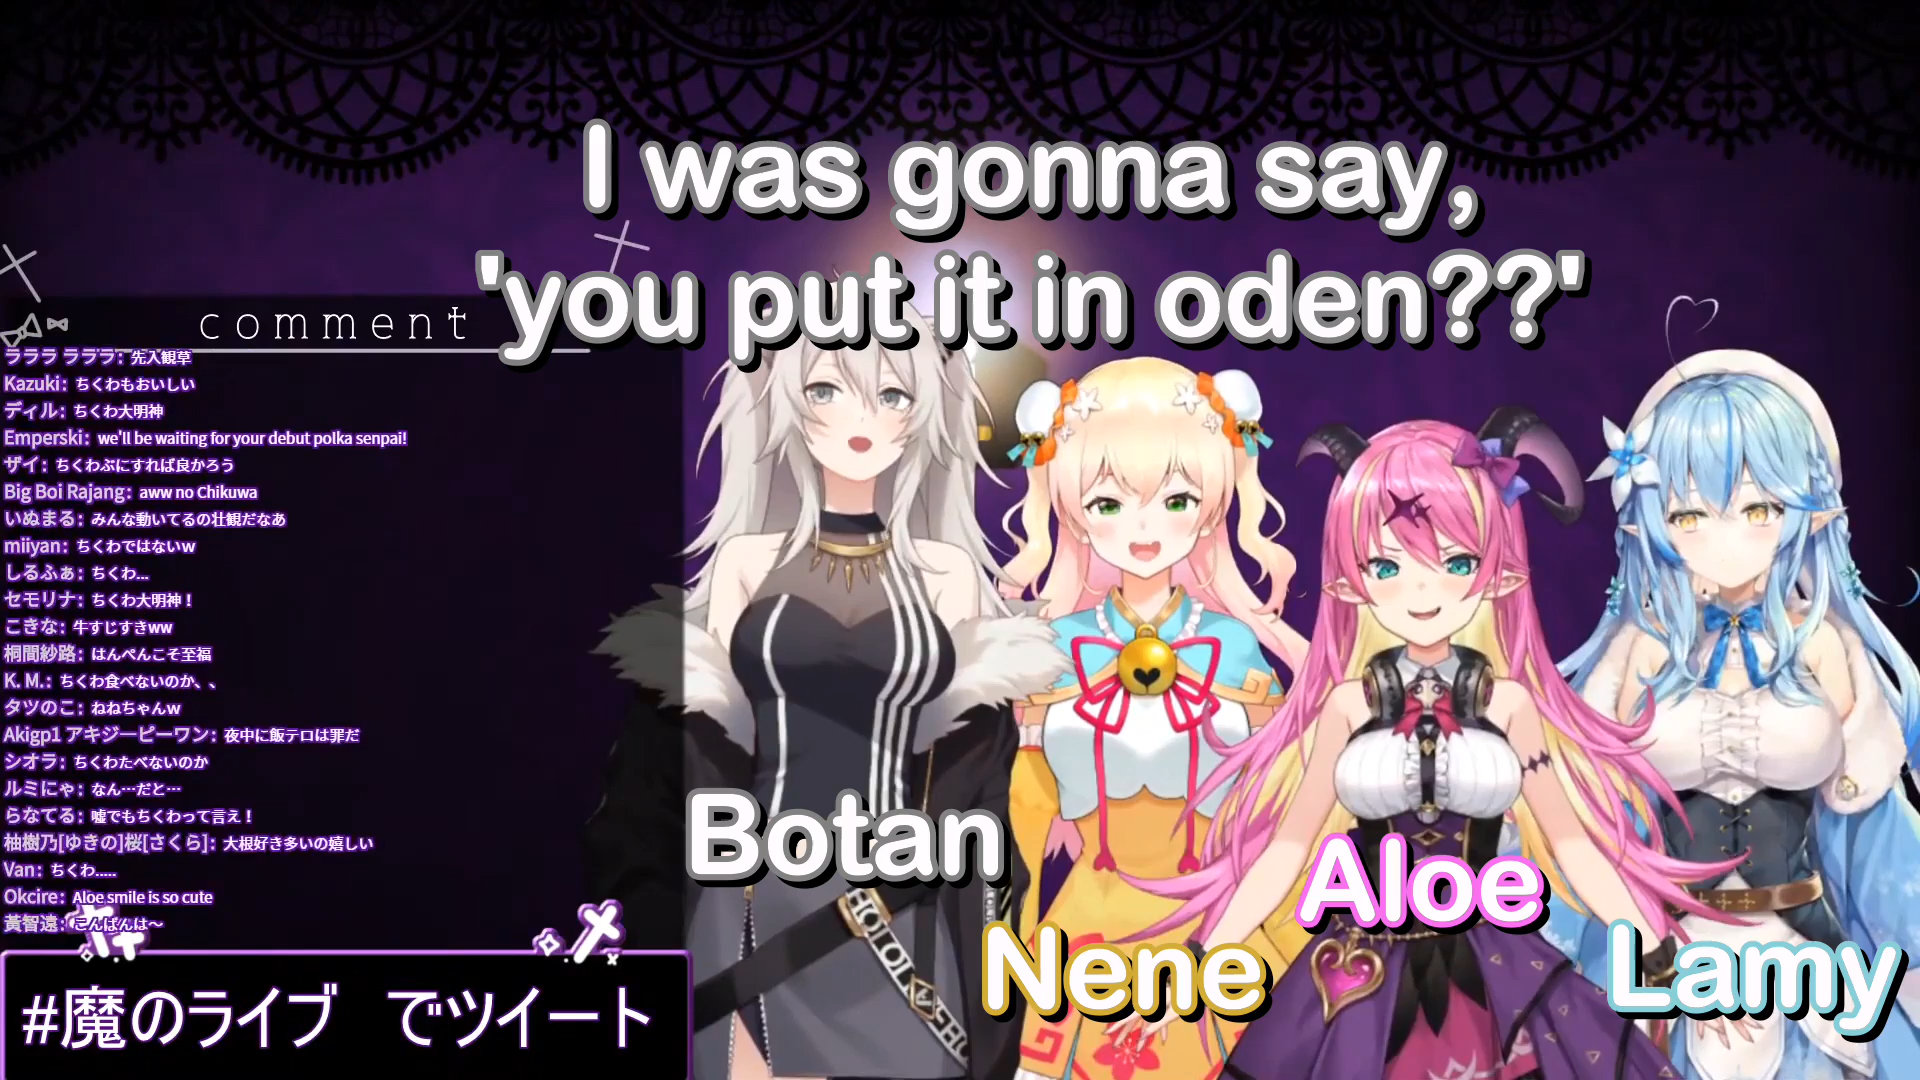 I was gonna say,
'you put it in oden??'
comment
ラララ ララ゙ラ: 先入観草
Kazuki: ちくわもおいしい
ディル: ちくわ大明神
Emperski: we'll be waiting for your debut polka senpai!
ザイ: ちくわぶにすれば良かろう
Big Boi Rajang: aww no Chikuwa
いぬまる: みんな動いてるの壮観だなあ
miiyan: ちくわではないw
しるふぁ: ちくわ...
セモリナ: ちくわ大明神！
こきな: 牛すじすきww
桐間紗路: はんぺんこそ至福
K. M.: ちくわ食べないのか、、
タツのこ: ねねちゃんw
Akigp1 アキジーピーワン: 夜中に飯テロは罪だ
シオラ: ちくわたべないのか
ルミにゃ: なん…だと…
らなてる: 嘘でもちくわって言え！
柚樹乃[ゆきの]桜[さくら]: 大根好き多いの嬉しい
Van: ちくわ.....
Okcire: Aloe smile is so cute
黃智遠: こんばんは〜
#魔のライブ でツイート
Botan
Nene
Aloe
Lamy